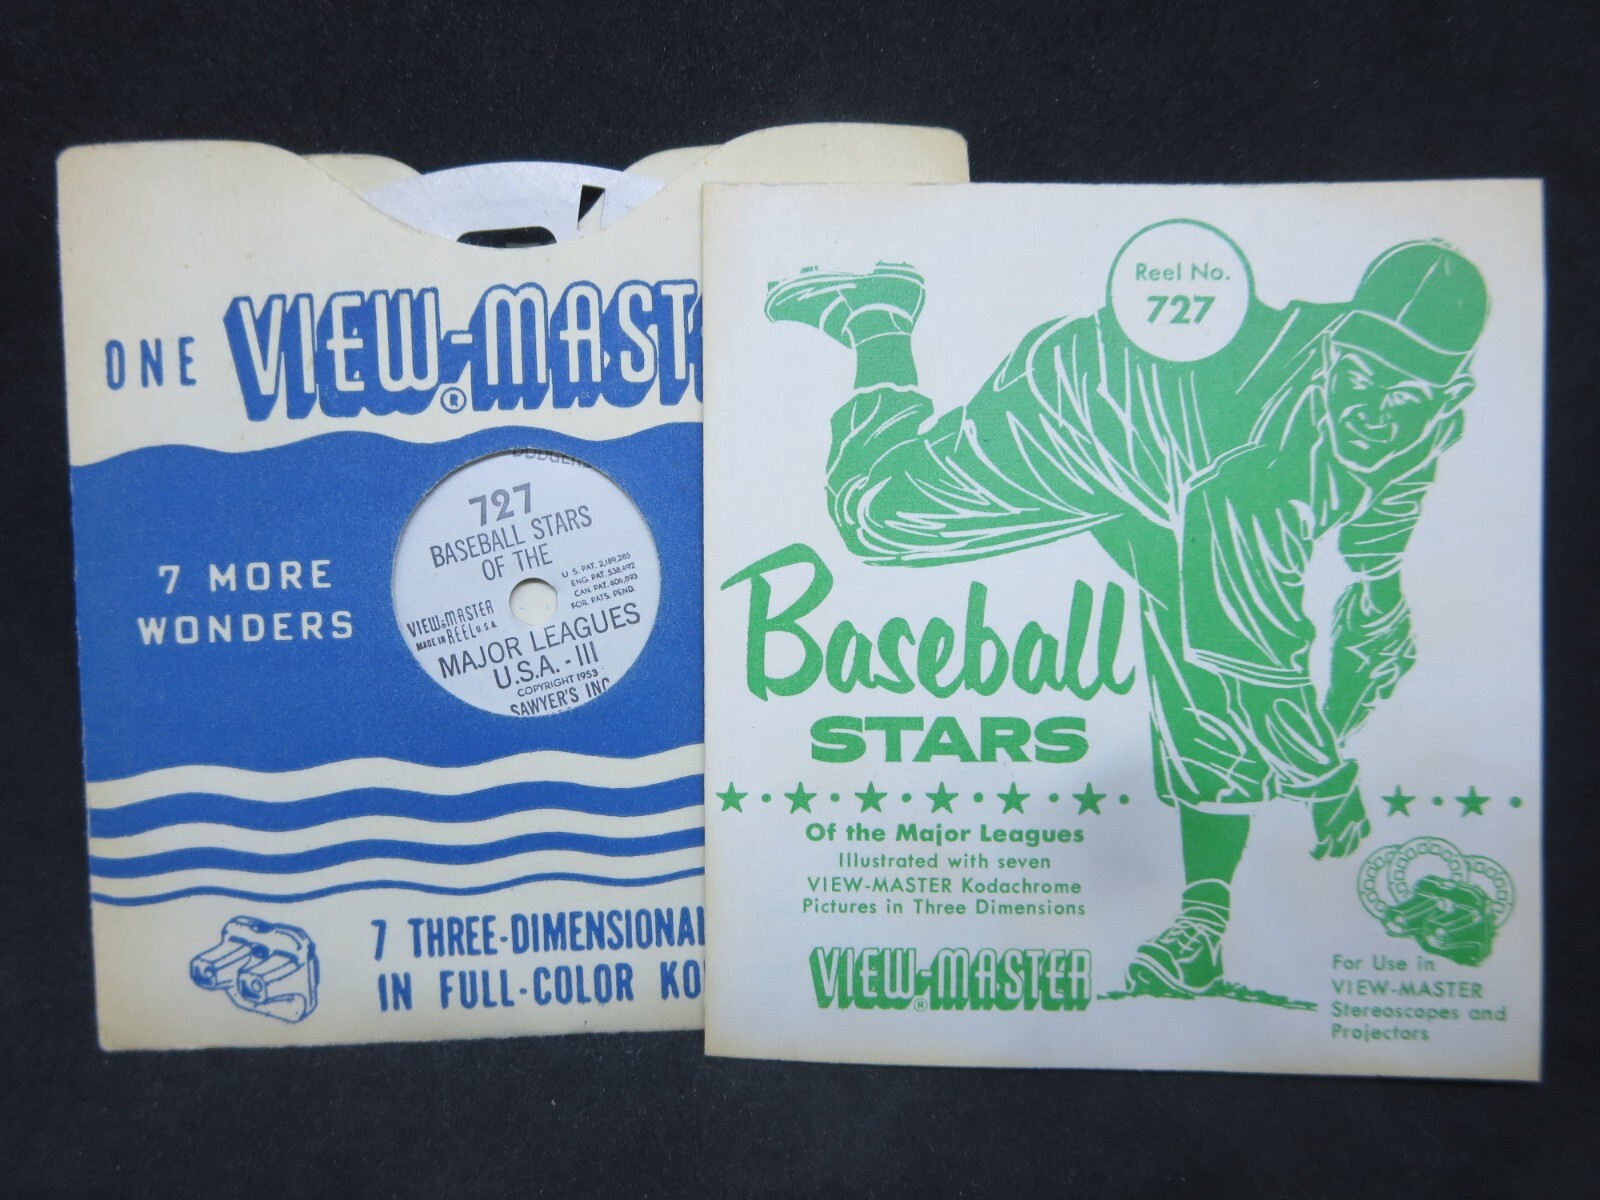 ONE VIEW-MAST
®
7 MORE
WONDERS
DODGERS
727
BASEBALL STARS
OF THE
U.S. PAT. 2,189,285
ENG. PAT. 538,492
CAN. PAT. 406,893
FOR. PATS. PEND.
VIEW-MASTER
MADE IN REEL U.S.A.
MAJOR LEAGUES
U.S.A. - III
COPYRIGHT 1953
SAWYER'S INC
7 THREE-DIMENSIONAL
IN FULL-COLOR KO
Reel No.
727
Baseball
STARS
Of the Major Leagues
Illustrated with seven
VIEW-MASTER Kodachrome
Pictures in Three Dimensions
VIEW-MASTER
®
For Use in
VIEW-MASTER
Stereoscopes and
Projectors